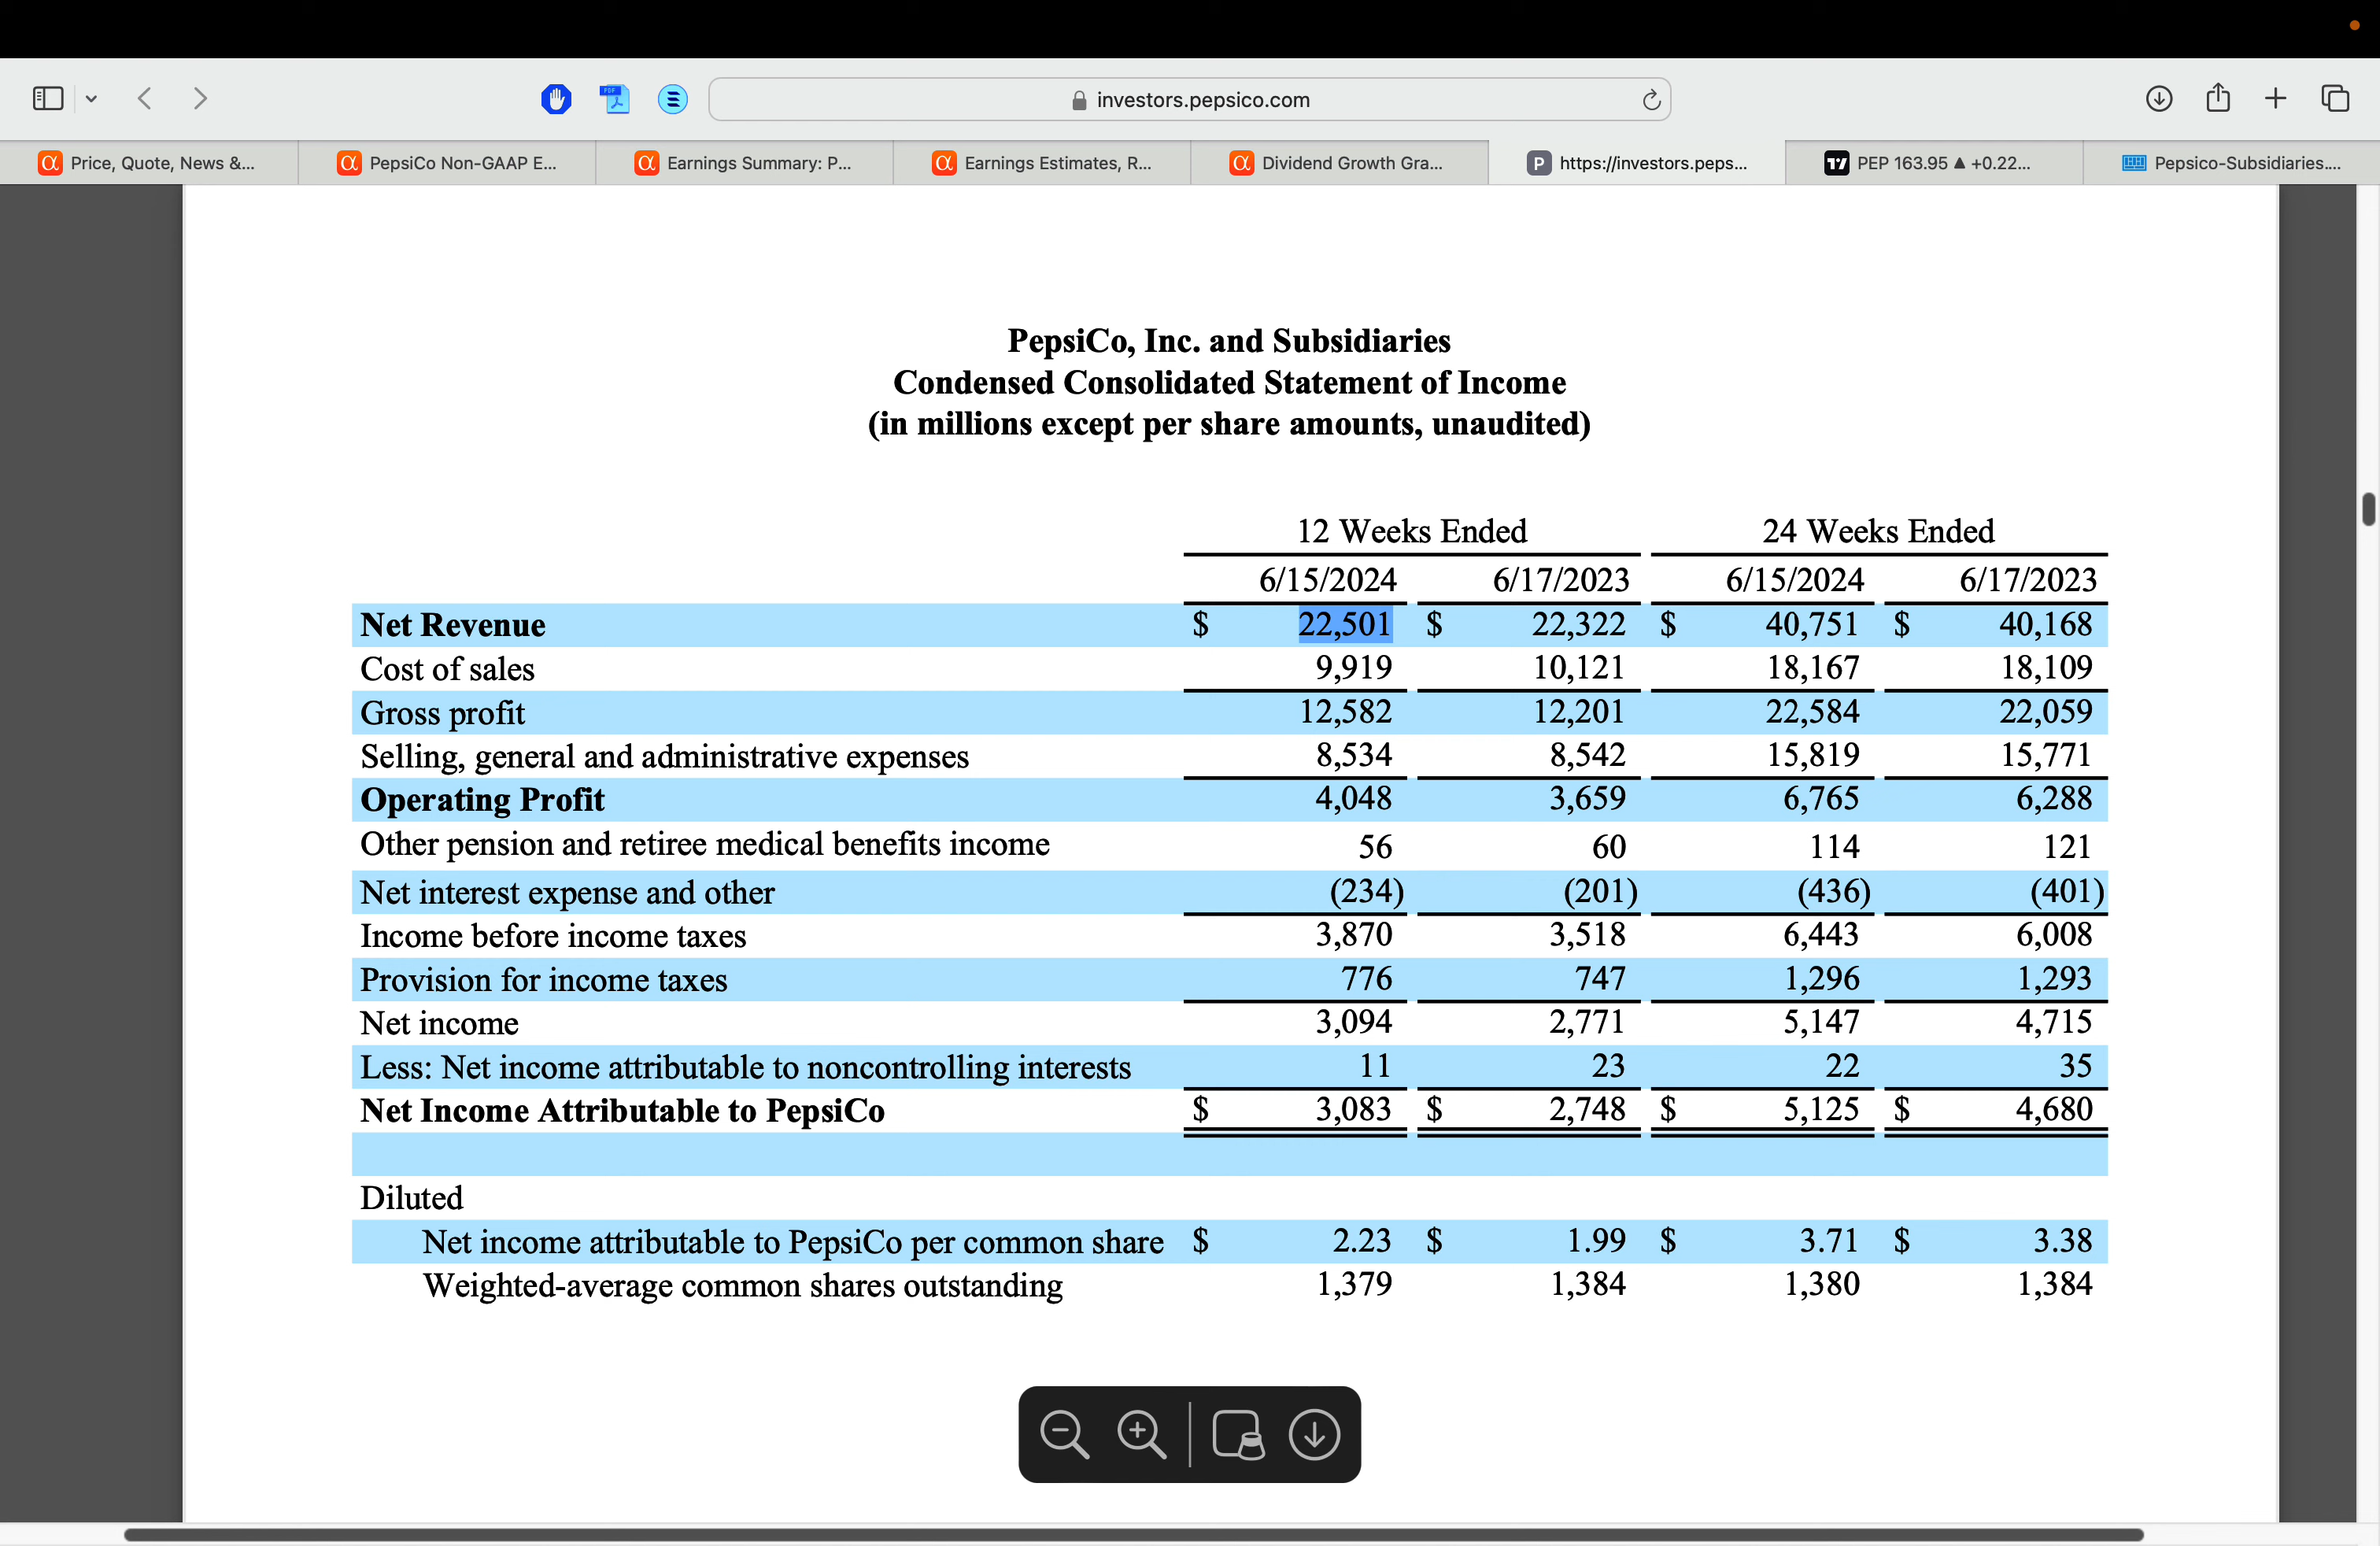 investors.pepsico.com
Price, Quote, News &...
PepsiCo Non-GAAP E...
Earnings Summary: P...
Earnings Estimates, R...
Dividend Growth Gra...
P https://investors.peps...
PEP 163.95 ▲ +0.22...
Pepsico-Subsidiaries....
PepsiCo, Inc. and Subsidiaries
Condensed Consolidated Statement of Income
(in millions except per share amounts, unaudited)
12 Weeks Ended 24 Weeks Ended
6/15/2024 6/17/2023 6/15/2024 6/17/2023
Net Revenue $ 22,501 $ 22,322 $ 40,751 $ 40,168
Cost of sales 9,919 10,121 18,167 18,109
Gross profit 12,582 12,201 22,584 22,059
Selling, general and administrative expenses 8,534 8,542 15,819 15,771
Operating Profit 4,048 3,659 6,765 6,288
Other pension and retiree medical benefits income 56 60 114 121
Net interest expense and other (234) (201) (436) (401)
Income before income taxes 3,870 3,518 6,443 6,008
Provision for income taxes 776 747 1,296 1,293
Net income 3,094 2,771 5,147 4,715
Less: Net income attributable to noncontrolling interests 11 23 22 35
Net Income Attributable to PepsiCo $ 3,083 $ 2,748 $ 5,125 $ 4,680
Diluted
Net income attributable to PepsiCo per common share $ 2.23 $ 1.99 $ 3.71 $ 3.38
Weighted-average common shares outstanding 1,379 1,384 1,380 1,384